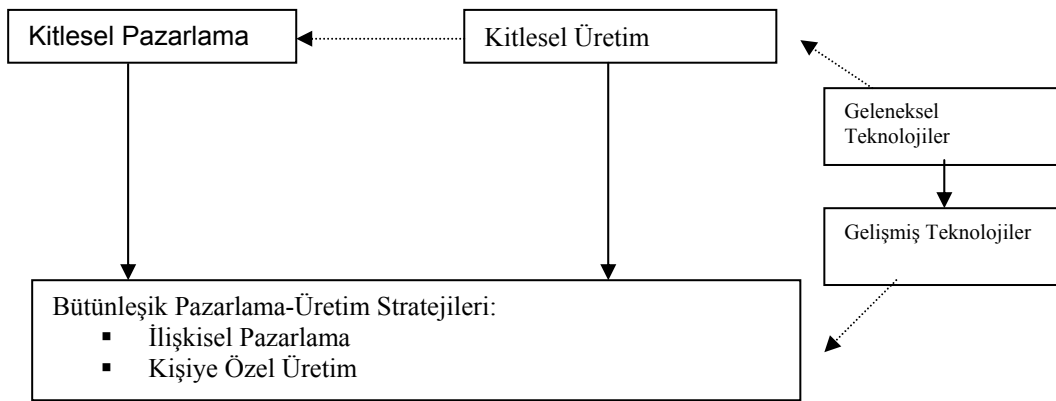 Kitlesel Pazarlama
Kitlesel Üretim
Geleneksel
Teknolojiler
Gelişmiş Teknolojiler
Bütünleşik Pazarlama-Üretim Stratejileri:
▪ İlişkisel Pazarlama
▪ Kişiye Özel Üretim